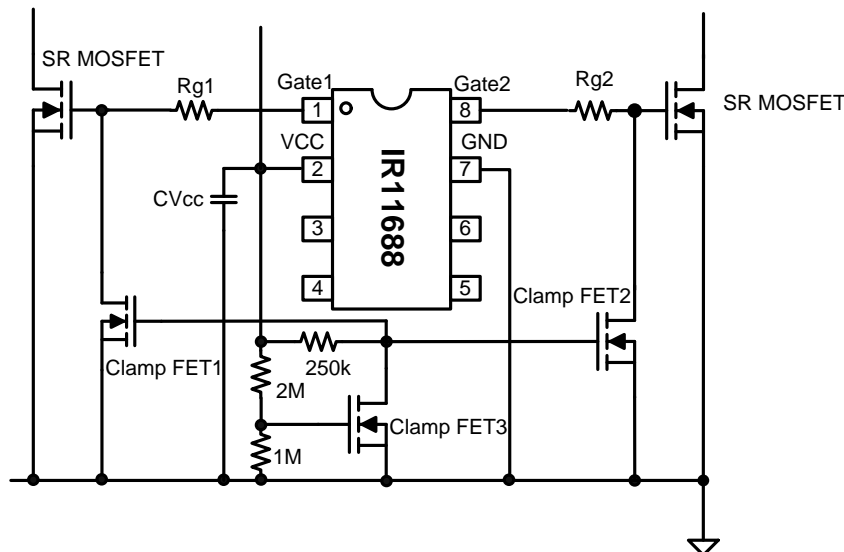 SR MOSFET
Rg1
Gate1
Gate2
Rg2
SR MOSFET
1
8
VCC
GND
2
7
IR11688
CVcc
3
6
4
5
Clamp FET2
Clamp FET1
250k
2M
Clamp FET3
1M